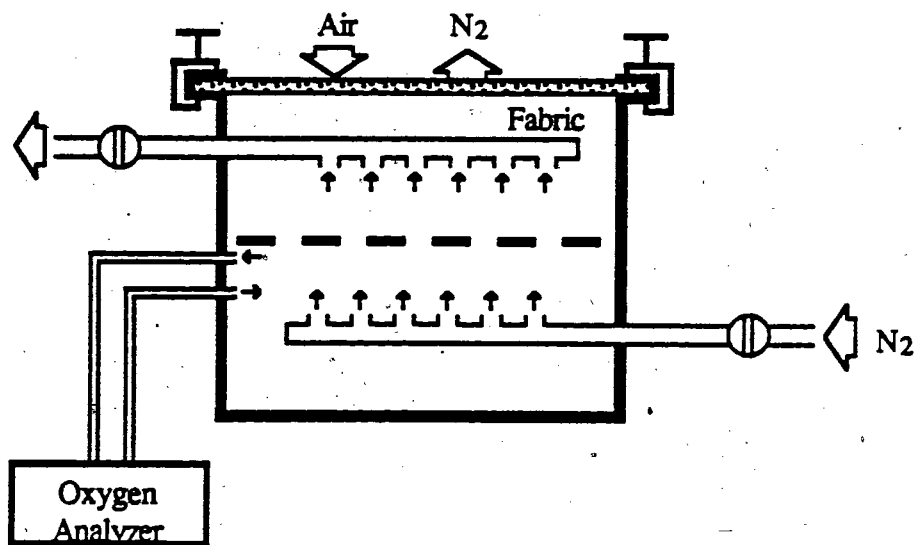 Air
N2
Fabric
N2
Oxygen
Analyzer